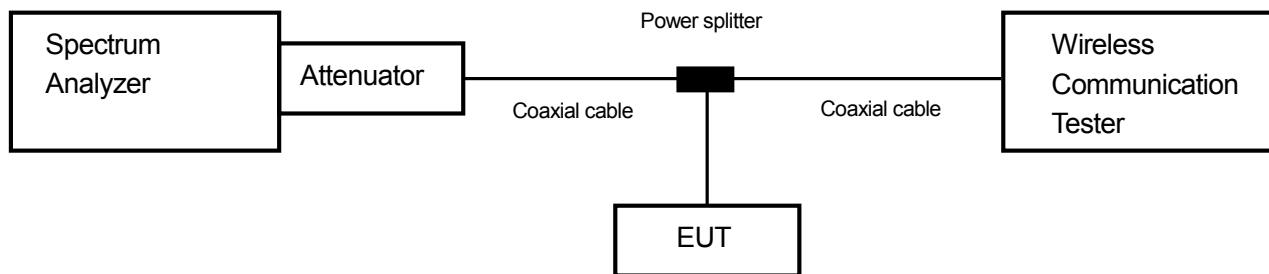 Power splitter
Spectrum
Analyzer
Attenuator
Coaxial cable
Coaxial cable
Wireless
Communication
Tester
EUT